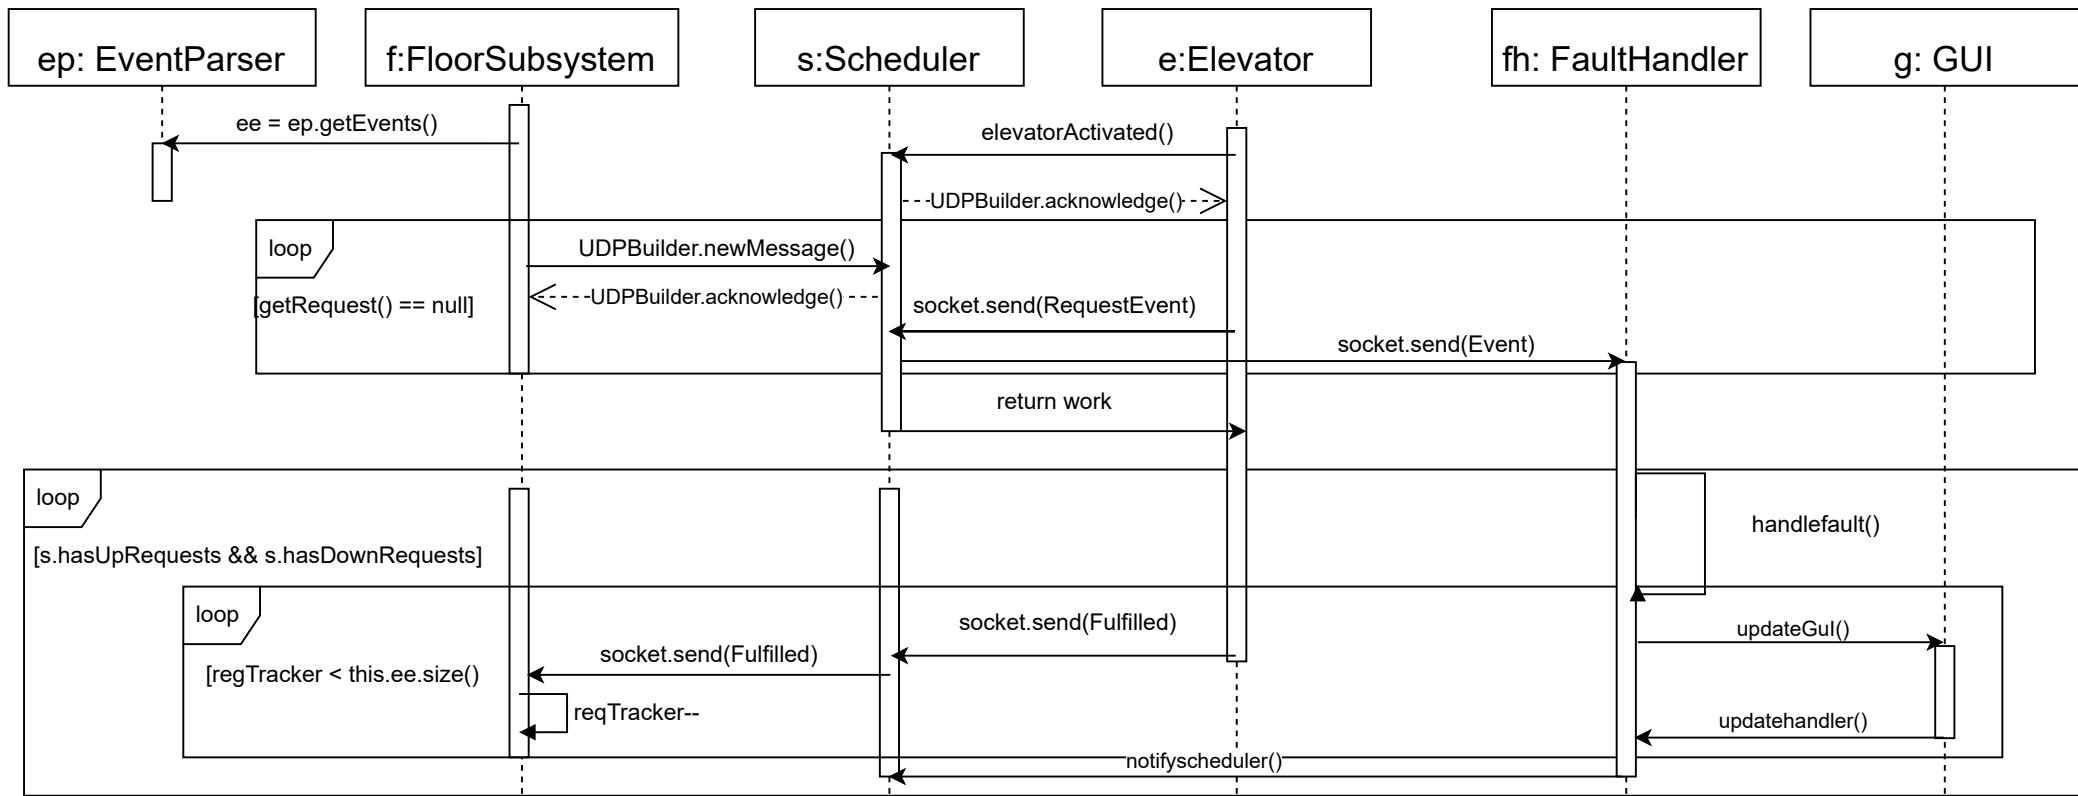 ep: EventParser
f:FloorSubsystem
s:Scheduler
e:Elevator
fh: FaultHandler
g: GUI
ee = ep.getEvents()
elevatorActivated()
UDPBuilder.acknowledge()
loop
UDPBuilder.newMessage()
[getRequest() == null]
UDPBuilder.acknowledge()
socket.send(RequestEvent)
socket.send(Event)
return work
loop
handlefault()
[s.hasUpRequests && s.hasDownRequests]
loop
socket.send(Fulfilled)
updateGuI()
socket.send(Fulfilled)
[regTracker < this.ee.size()
reqTracker--
updatehandler()
notifyscheduler()